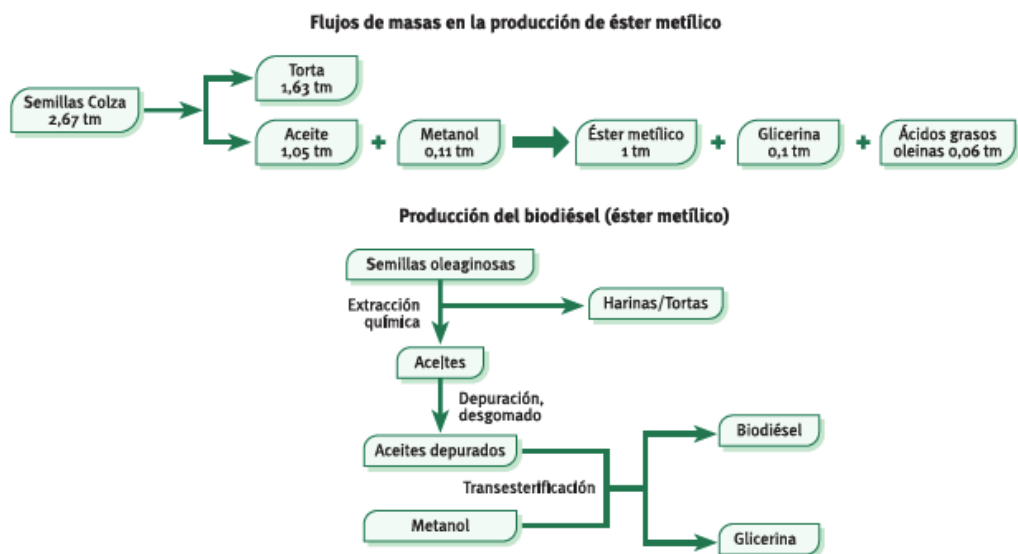 Flujos de masas en la producción de éster metílico
Torta
1,63 tm
Semillas Colza
2,67 tm
Aceite
1,05 tm
+
Metanol
0,11 tm
Éster metílico
1 tm
+
Glicerina
0,1 tm
+
Ácidos grasos
oleinas 0,06 tm
Producción del biodiésel (éster metílico)
Semillas oleaginosas
Extracción
química
Harinas/Tortas
Aceites
Depuración,
desgomado
Aceites depurados
Biodiésel
Transesterificación
Metanol
Glicerina